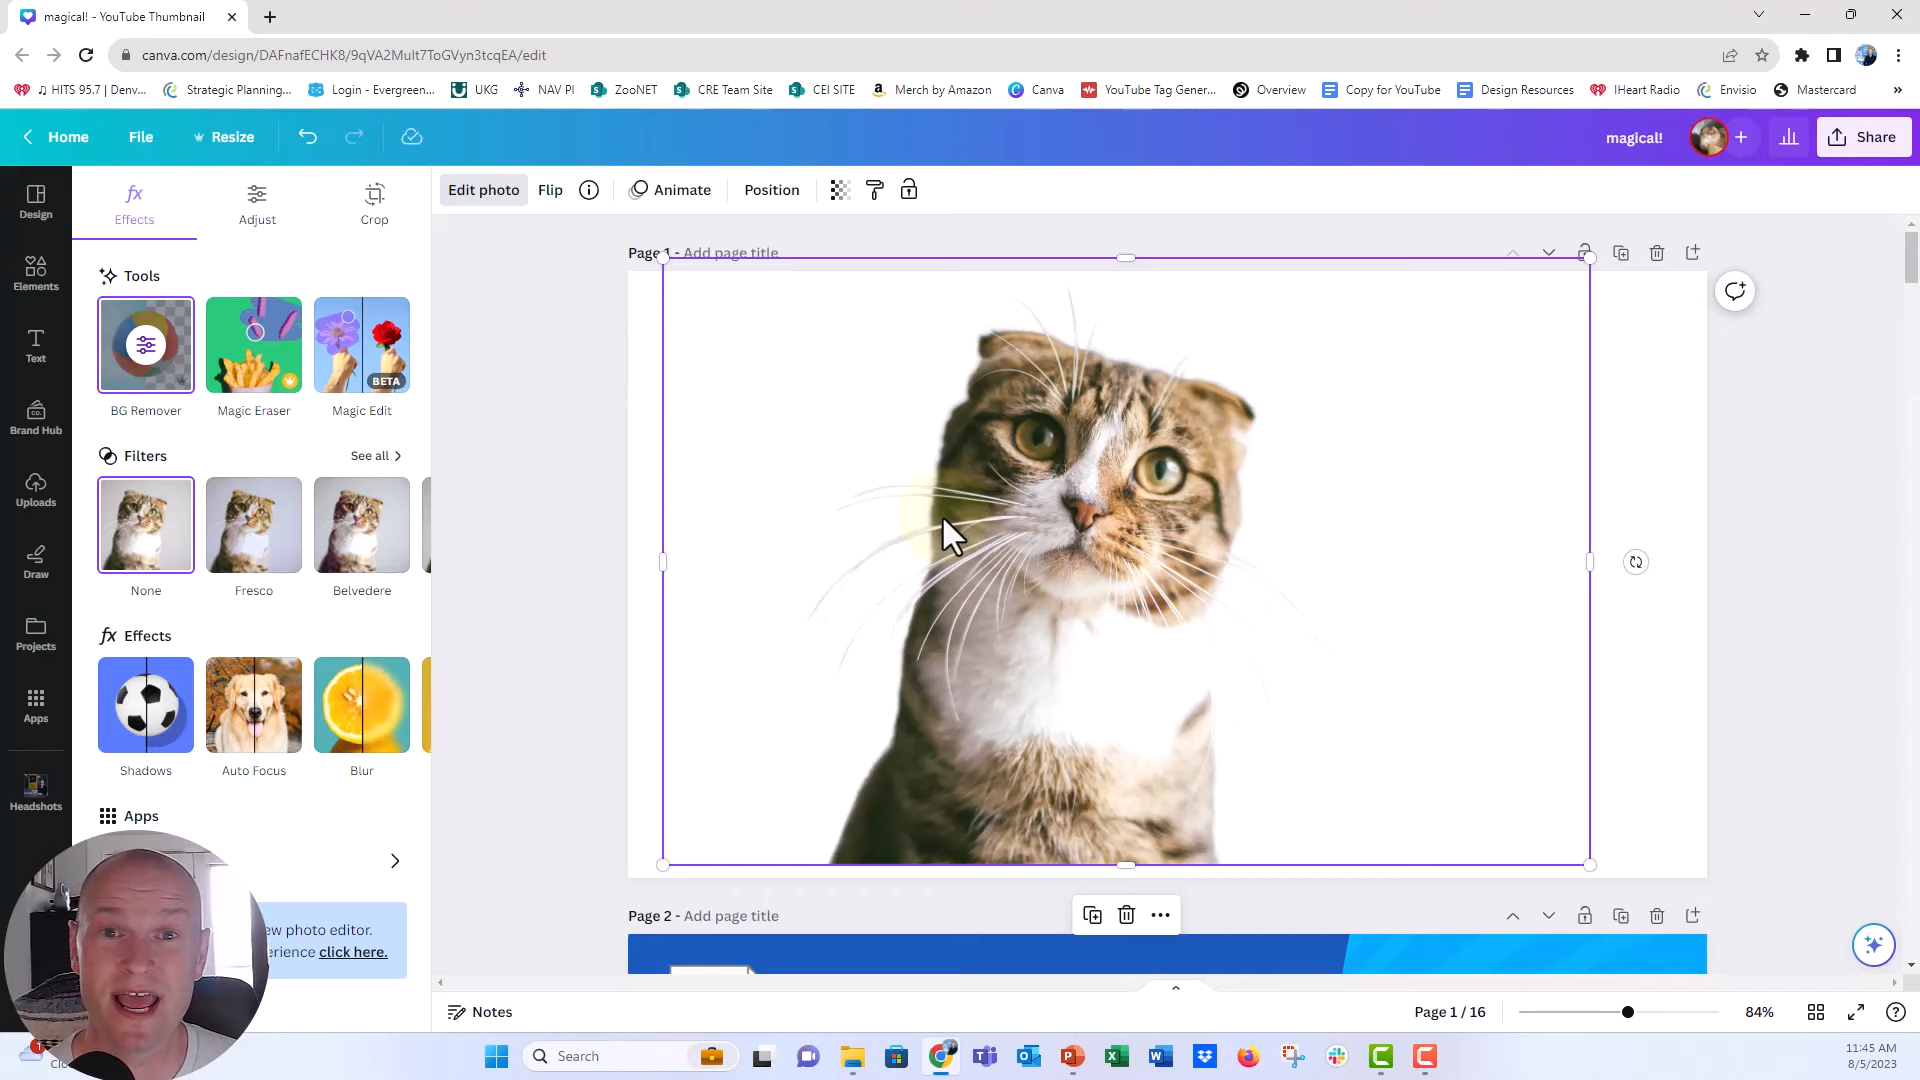 magical! - YouTube Thumbnail
canva.com/design/DAFnafECHK8/9qVA2Mult7ToGVyn3tcqEA/edit
♫ HITS 95.7 | Denv... Strategic Planning... Login - Evergreen... UKG NAV PI ZooNET CRE Team Site CEI SITE Merch by Amazon Canva YouTube Tag Gener... Overview Copy for YouTube Design Resources IHeart Radio Envisio Mastercard »
Home File Resize magical! Share
Design
Elements
Text
Brand Hub
Uploads
Draw
Projects
Apps
Headshots
Effects Adjust Crop
Tools
BETA
BG Remover Magic Eraser Magic Edit
Filters See all
None Fresco Belvedere
fx Effects
Shadows Auto Focus Blur
Apps
ew photo editor.
erience click here.
Edit photo Flip Animate Position
Page 1 - Add page title
Page 2 - Add page title
Notes Page 1 / 16 84%
1
Search
11:45 AM
8/5/2023